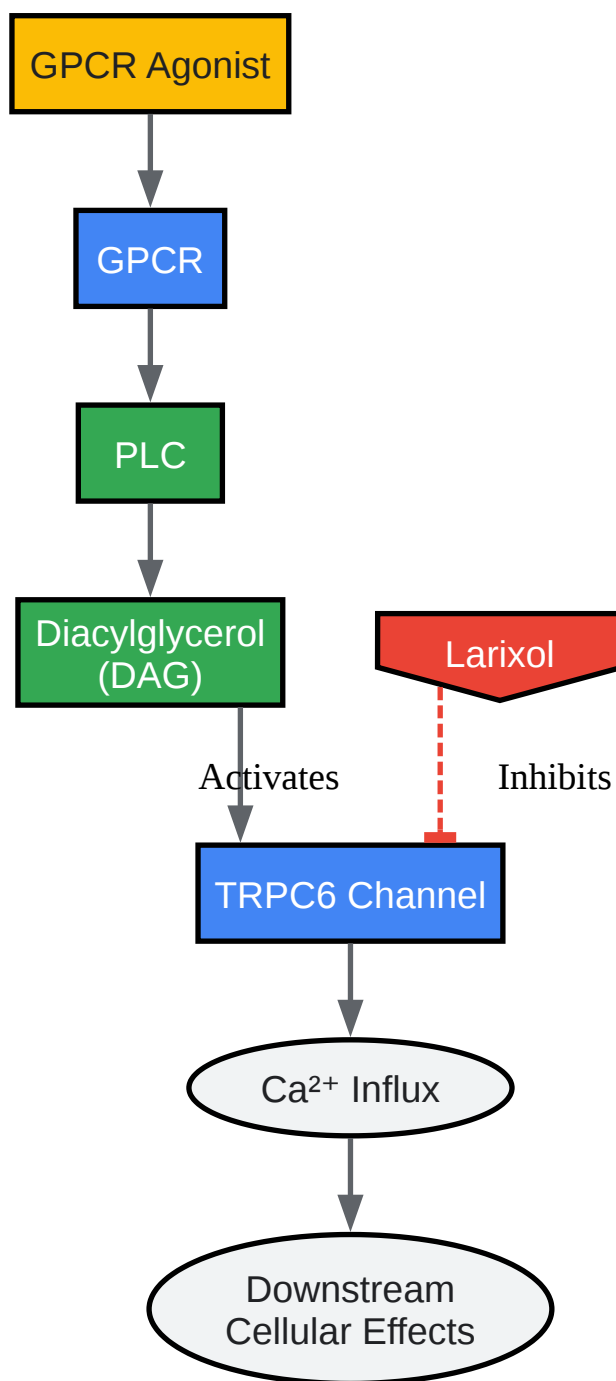 GPCR Agonist
GPCR
PLC
Diacylglycerol
(DAG)
Larixol
Activates
Inhibits
TRPC6 Channel
Ca²⁺ Influx
Downstream
Cellular Effects